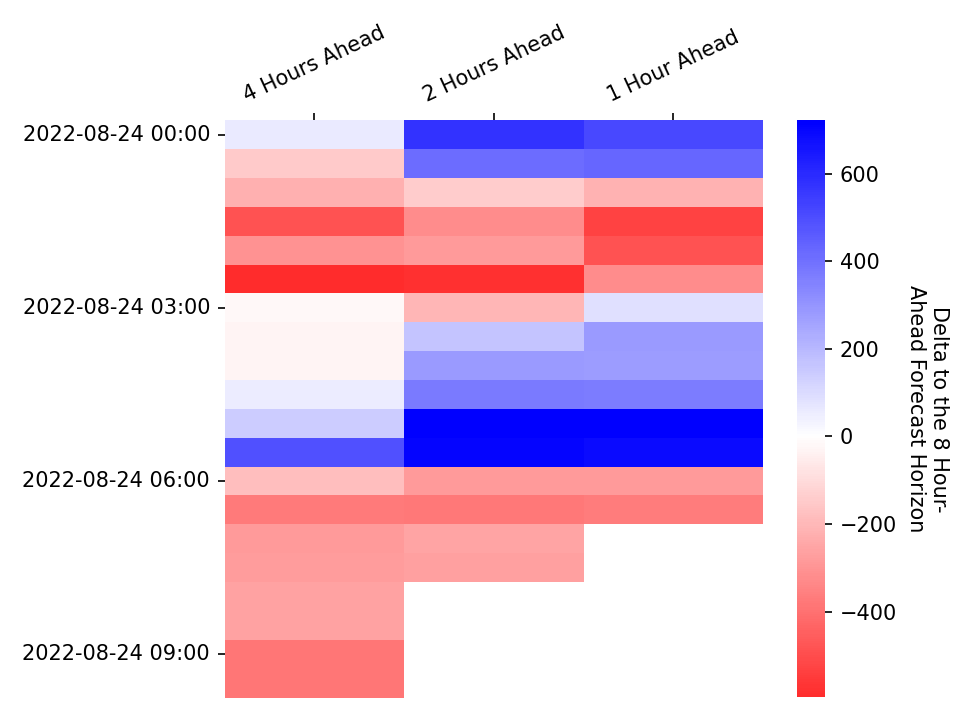 4 Hours Ahead
2 Hours Ahead
1 Hour Ahead
2022-08-24 00:00
2022-08-24 03:00
2022-08-24 06:00
2022-08-24 09:00
600
400
200
0
−200
−400
Delta to the 8 Hour-
Ahead Forecast Horizon